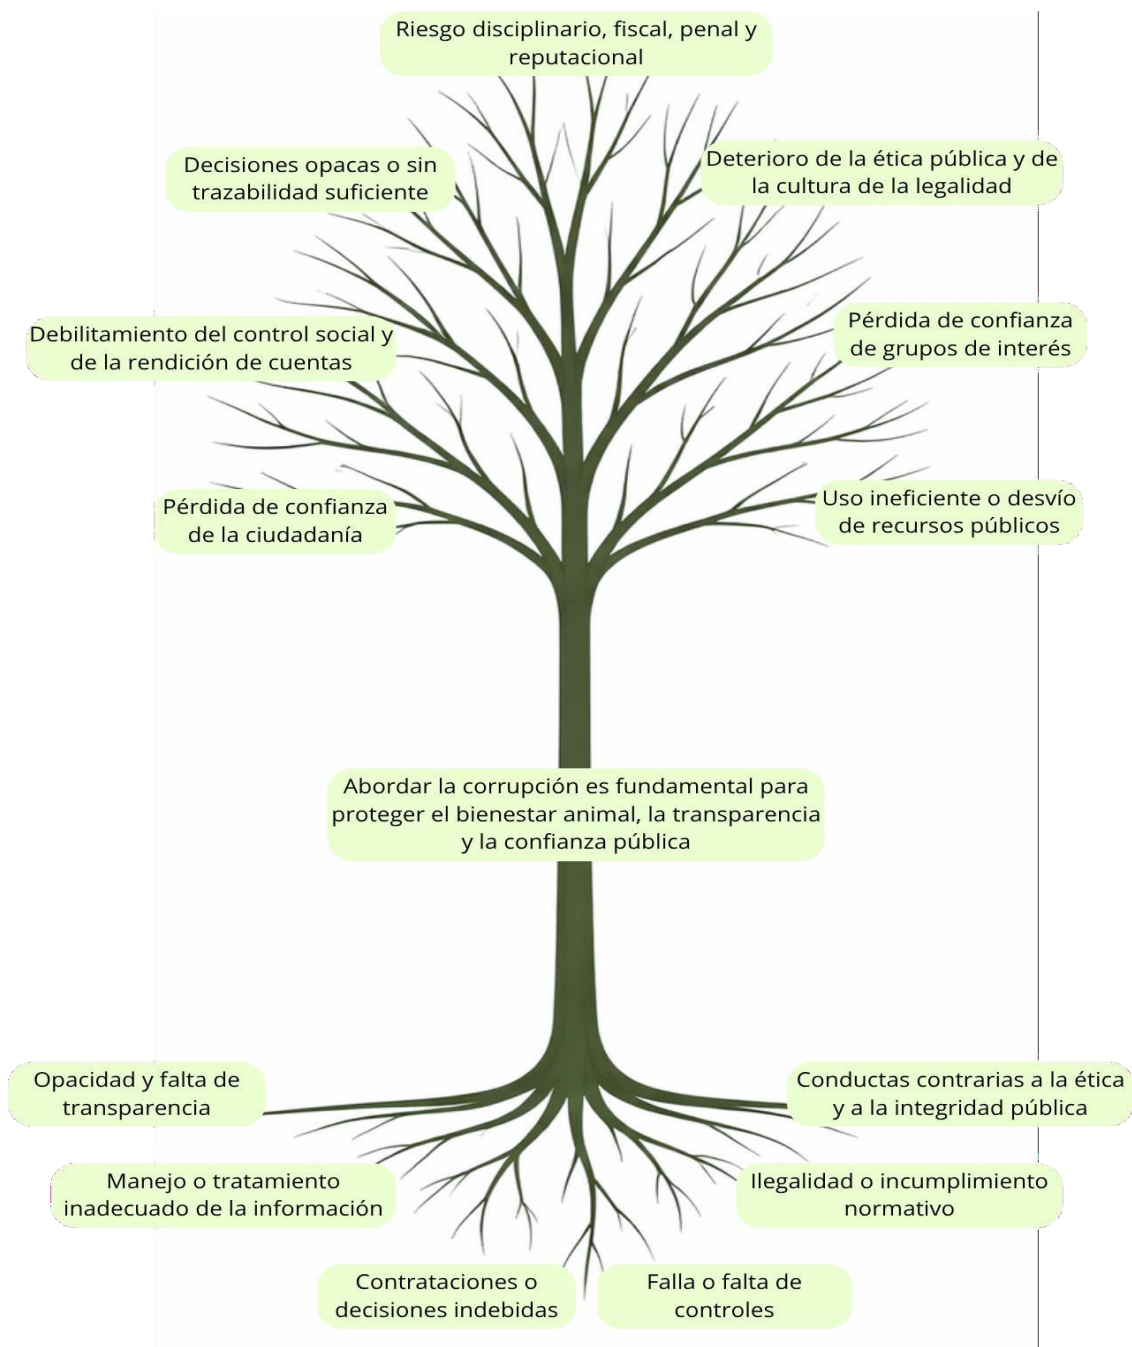 Riesgo disciplinario, fiscal, penal y
reputacional
Decisiones opacas o sin
trazabilidad suficiente
Deterioro de la ética pública y de
la cultura de la legalidad
Debilitamiento del control social y
de la rendición de cuentas
Pérdida de confianza
de grupos de interés
Pérdida de confianza
de la ciudadanía
Uso ineficiente o desvío
de recursos públicos
Abordar la corrupción es fundamental para
proteger el bienestar animal, la transparencia
y la confianza pública
Opacidad y falta de
transparencia
Conductas contrarias a la ética
y a la integridad pública
Manejo o tratamiento
inadecuado de la información
Ilegalidad o incumplimiento
normativo
Contrataciones o
decisiones indebidas
Falla o falta de
controles